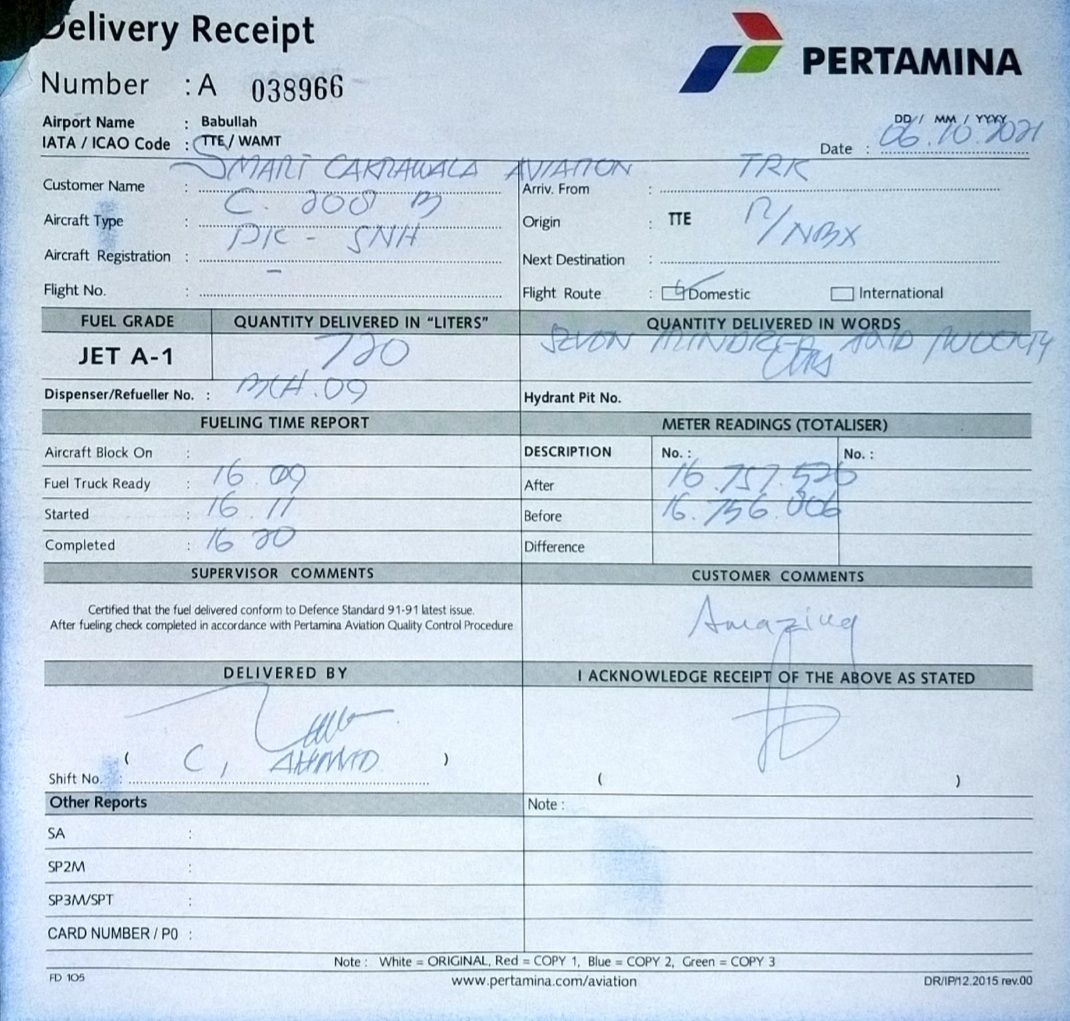 Delivery Receipt
PERTAMINA
Number : A 038966
Airport Name : Babullah
IATA / ICAO Code : TTE / WAMT
DD / MM / YYYY
Date : 06.10.2021
Customer Name : SMART CAKRAWALA AVIATION
Arriv. From : TRK
Aircraft Type : C. 208 B
Origin : TTE
Aircraft Registration : PK - SNH
Next Destination : R/NBX
Flight No. : -
Flight Route : Domestic International
FUEL GRADE QUANTITY DELIVERED IN "LITERS" QUANTITY DELIVERED IN WORDS
JET A-1 720 SEVEN HUNDRED AND TWENTY
Dispenser/Refueller No. : BCH.09
Hydrant Pit No.
FUELING TIME REPORT METER READINGS (TOTALISER)
Aircraft Block On :
DESCRIPTION No. : No. :
Fuel Truck Ready : 16 09
After 16.757.526
Started : 16.11
Before 16.756.806
Completed : 16 20
Difference
SUPERVISOR COMMENTS CUSTOMER COMMENTS
Certified that the fuel delivered conform to Defence Standard 91-91 latest issue.
After fueling check completed in accordance with Pertamina Aviation Quality Control Procedure
Amazing
DELIVERED BY I ACKNOWLEDGE RECEIPT OF THE ABOVE AS STATED
( C, AHMAD )
Shift No. :
( )
Other Reports Note :
SA :
SP2M :
SP3M/SPT :
CARD NUMBER / P0 :
Note : White = ORIGINAL, Red = COPY 1, Blue = COPY 2, Green = COPY 3
FD 105 www.pertamina.com/aviation DR/IP/12.2015 rev.00